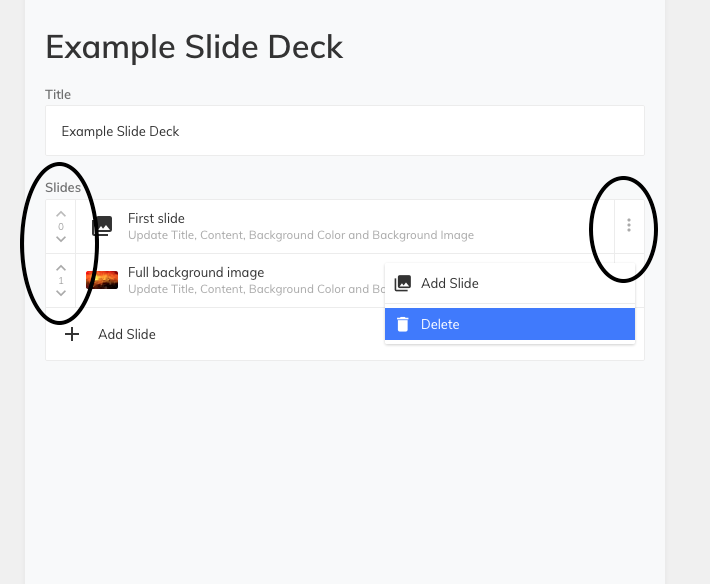 Example Slide Deck
Title
Example Slide Deck
Slides
0
First slide
Update Title, Content, Background Color and Background Image
1
Full background image
Update Title, Content, Background Color and Ba
Add Slide
Delete
Add Slide